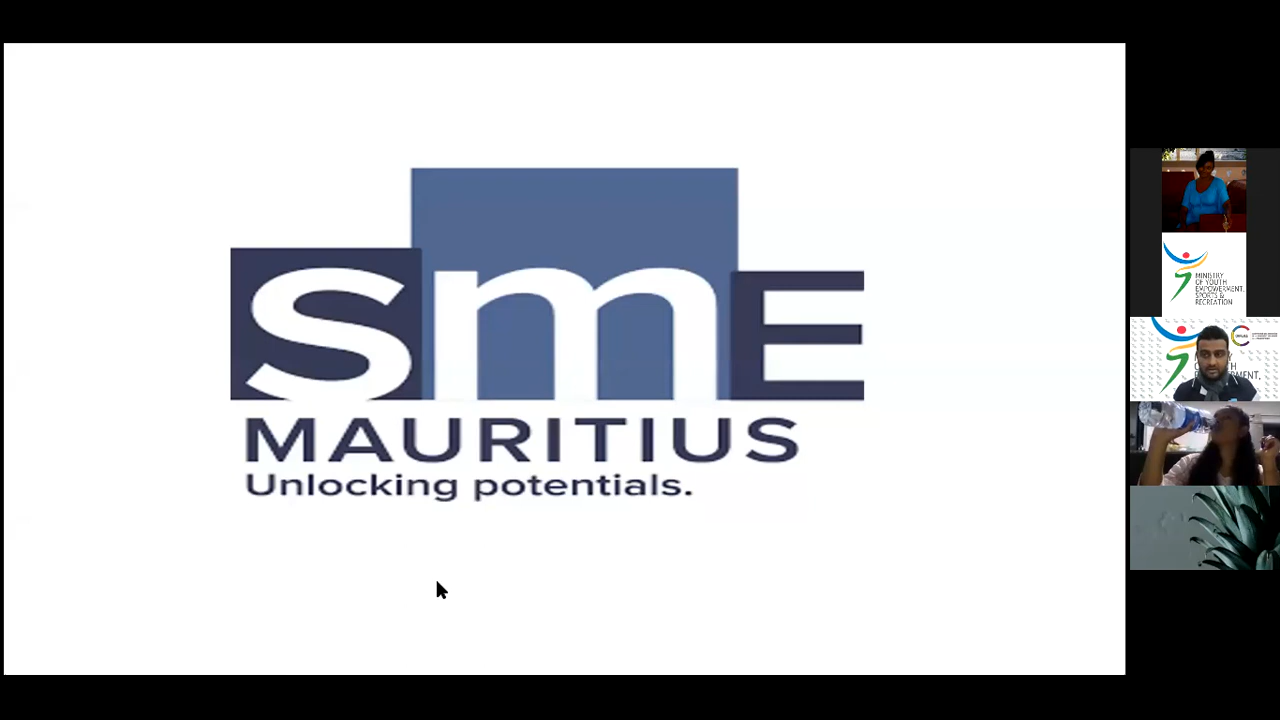 smE
MAURITIUS
Unlocking potentials.
MINISTRY
OF YOUTH
EMPOWERMENT,
SPORTS &
RECREATION